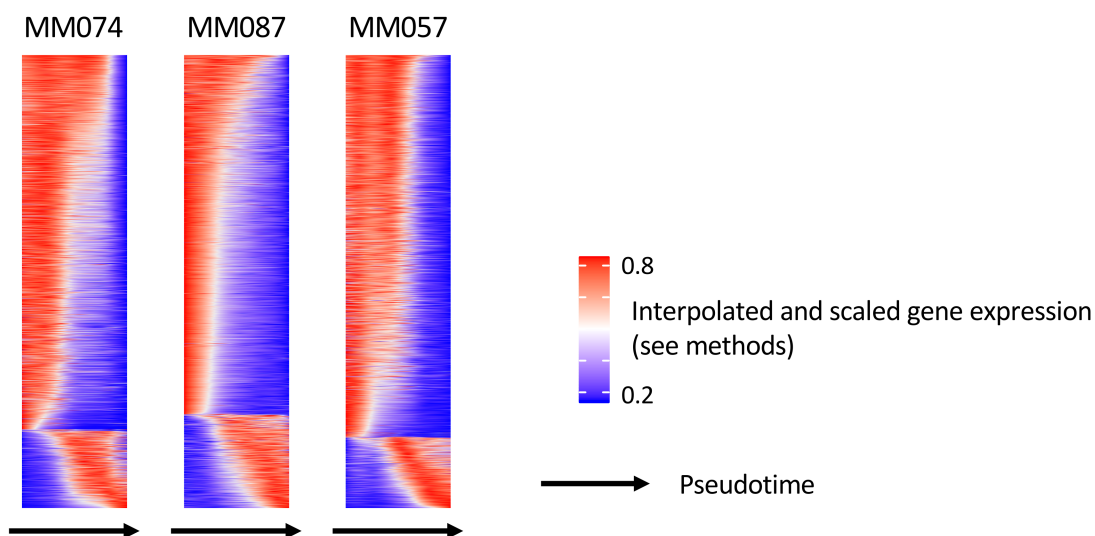 MM074 MM087 MM057
0.8
Interpolated and scaled gene expression
(see methods)
0.2
Pseudotime